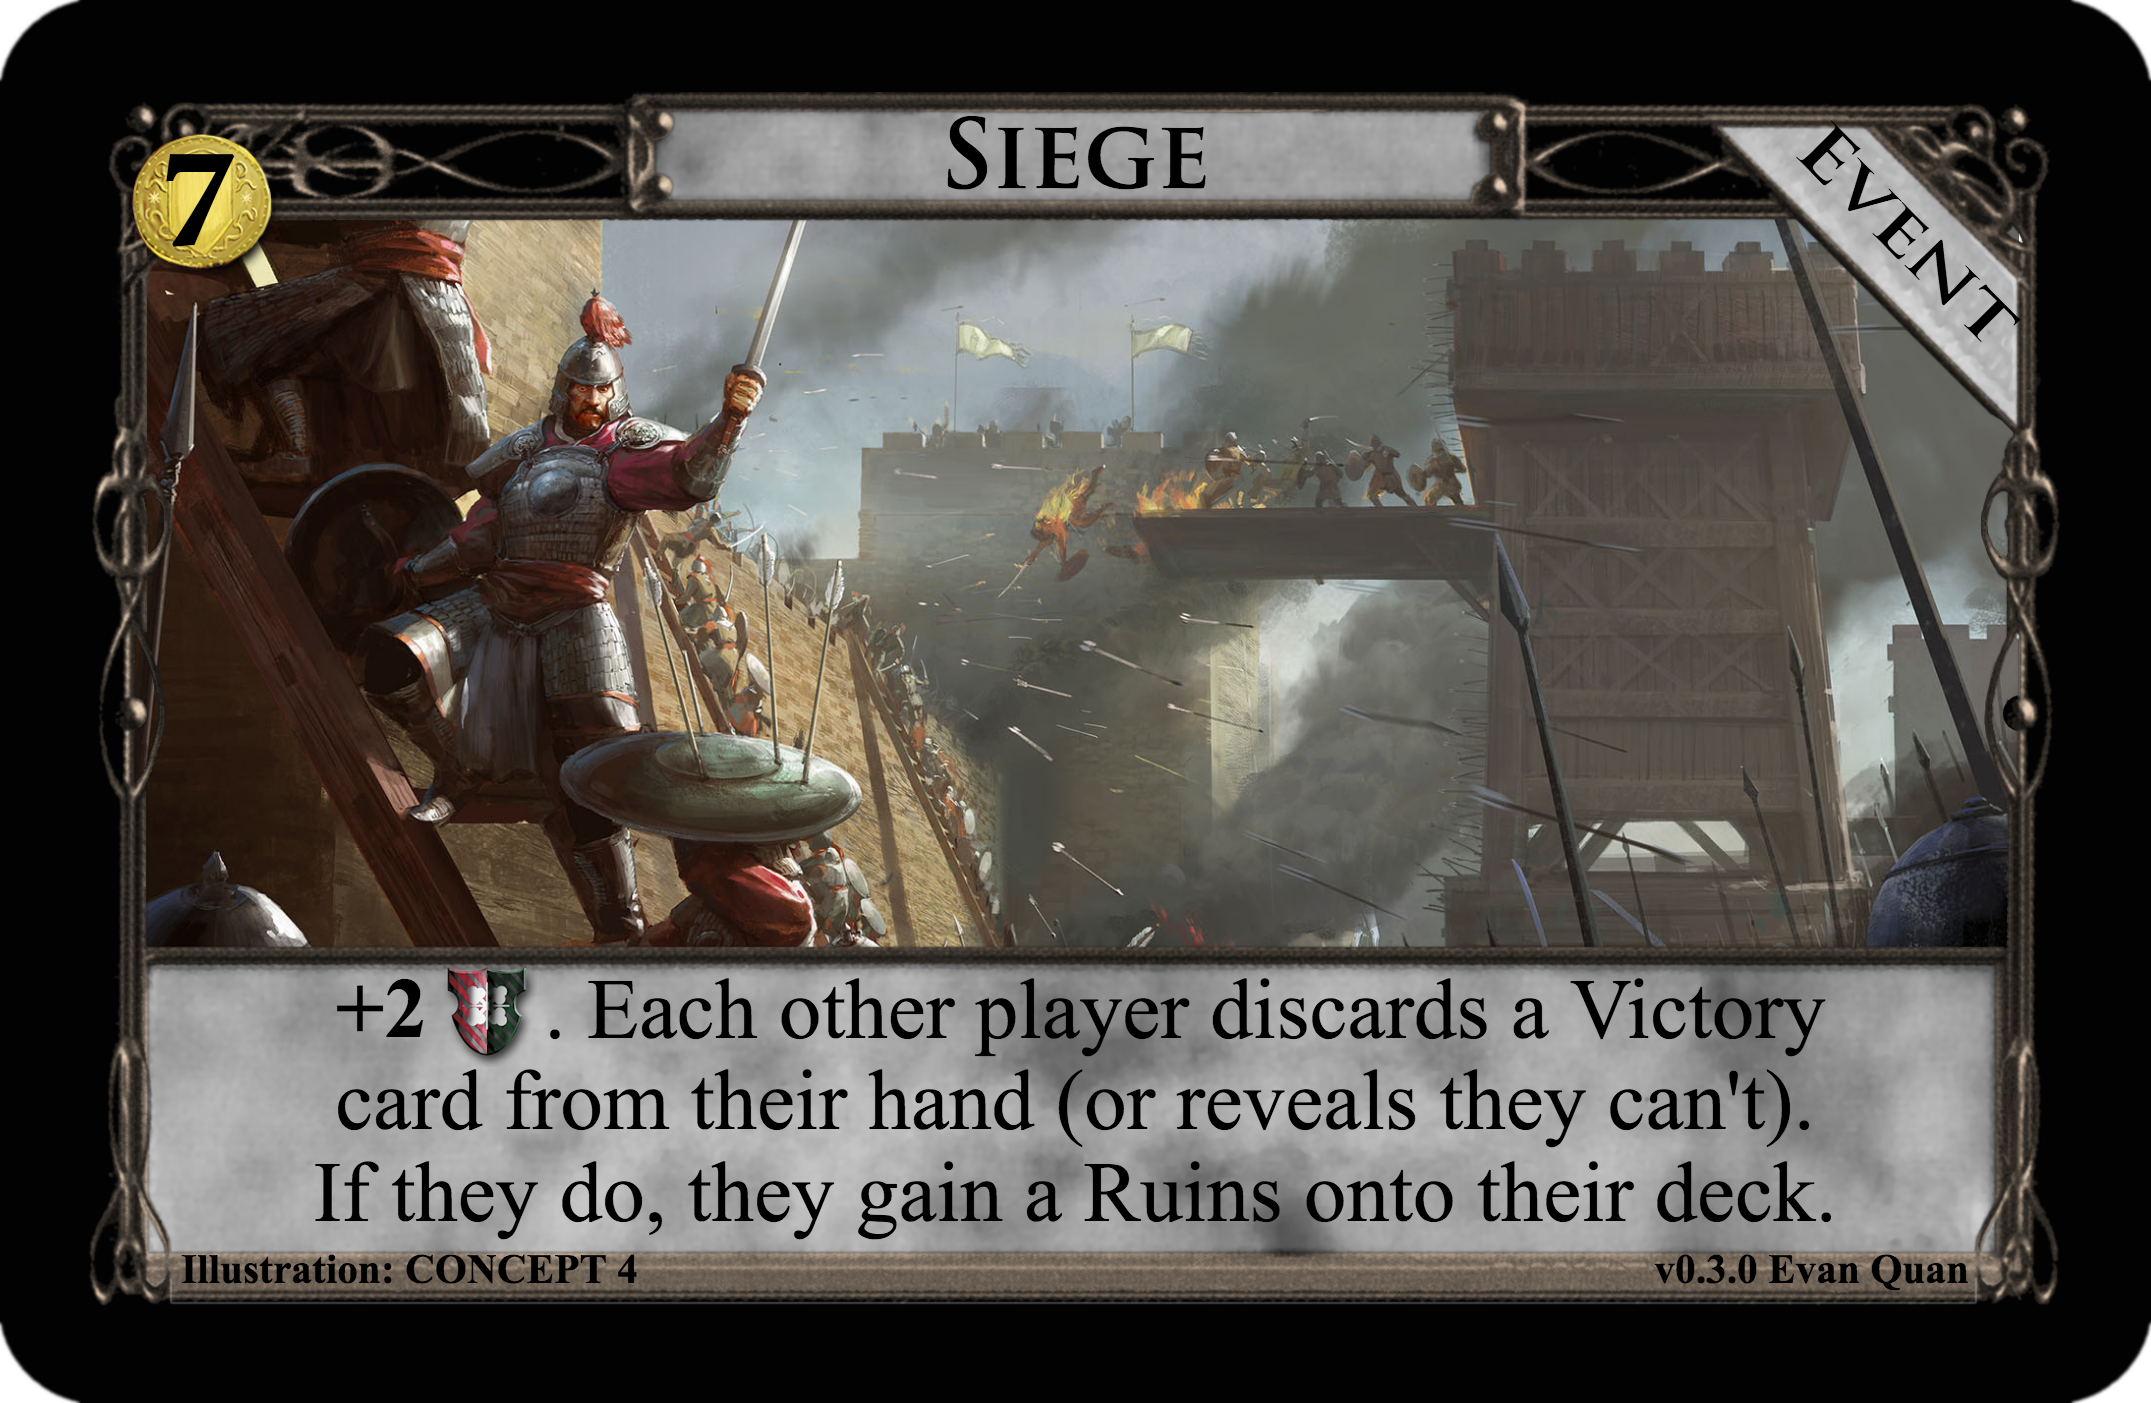 7
SIEGE
EVENT
+2 . Each other player discards a Victory
card from their hand (or reveals they can't).
If they do, they gain a Ruins onto their deck.
Illustration: CONCEPT 4
v0.3.0 Evan Quan